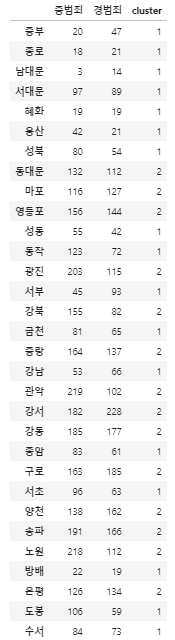 중범죄 경범죄 cluster
중부 20 47 1
종로 18 21 1
남대문 3 14 1
서대문 97 89 1
혜화 19 19 1
용산 42 21 1
성북 80 54 1
동대문 132 112 2
마포 116 127 2
영등포 156 144 2
성동 55 42 1
동작 123 72 1
광진 203 115 2
서부 45 93 1
강북 155 82 2
금천 81 65 1
중랑 164 137 2
강남 53 66 1
관악 219 102 2
강서 182 228 2
강동 185 177 2
종암 83 61 1
구로 163 185 2
서초 96 63 1
양천 138 162 2
송파 191 166 2
노원 218 112 2
방배 22 19 1
은평 126 134 2
도봉 106 59 1
수서 84 73 1